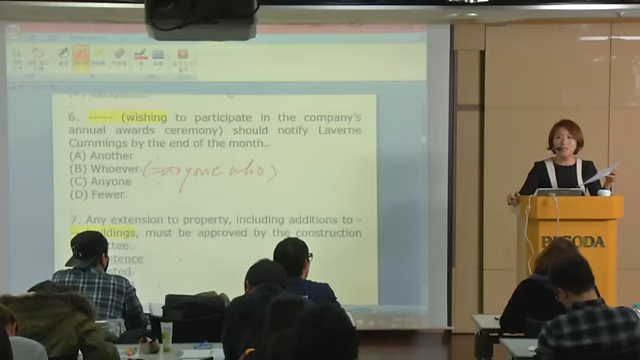 6. ------ (wishing to participate in the company's
annual awards ceremony) should notify Laverne
Cummings by the end of the month.
(A) Another
(B) Whoever (=anyone who)
(C) Anyone
(D) Fewer
7. Any extension to property, including additions to -
buildings, must be approved by the construction